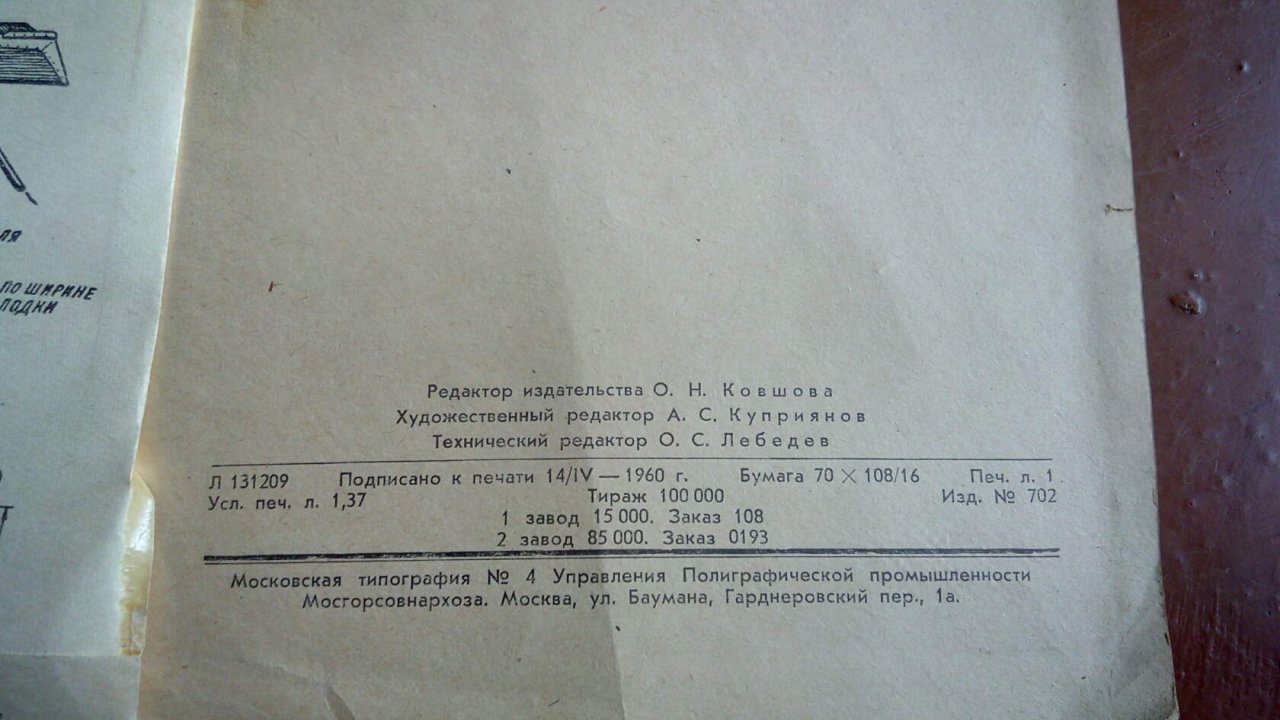 ЛЯ
ПО ШИРИНЕ
ЛОДКИ
Редактор издательства О. Н. Ковшова
Художественный редактор А. С. Куприянов
Технический редактор О. С. Лебедев
Л 131209 Подписано к печати 14/IV — 1960 г. Бумага 70 × 108/16 Печ. л. 1
Усл. печ. л. 1,37 Тираж 100 000 Изд. № 702
1 завод 15 000. Заказ 108
2 завод 85 000. Заказ 0193
Московская типография № 4 Управления Полиграфической промышленности
Мосгорсовнархоза. Москва, ул. Баумана, Гарднеровский пер., 1а.